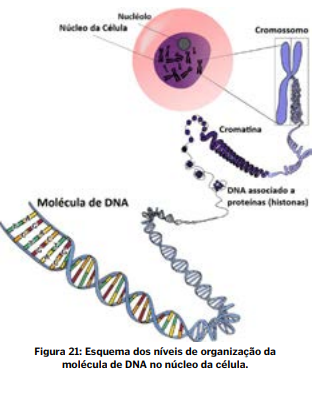 Nucléolo
Núcleo da Célula
Cromossomo
Cromatina
DNA associado a
proteínas (histonas)
Molécula de DNA
Figura 21: Esquema dos níveis de organização da
molécula de DNA no núcleo da célula.